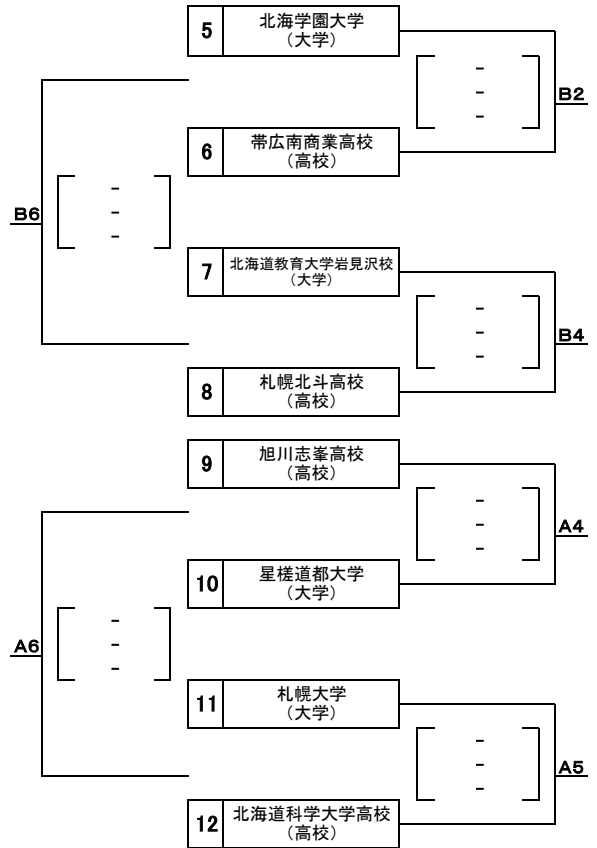 5
北海学園大学
（大学）
-
-
-
B2
6
帯広南商業高校
（高校）
B6
-
-
-
7
北海道教育大学岩見沢校
（大学）
-
-
-
B4
8
札幌北斗高校
（高校）
9
旭川志峯高校
（高校）
-
-
-
A4
10
星槎道都大学
（大学）
A6
-
-
-
11
札幌大学
（大学）
-
-
-
A5
12
北海道科学大学高校
（高校）